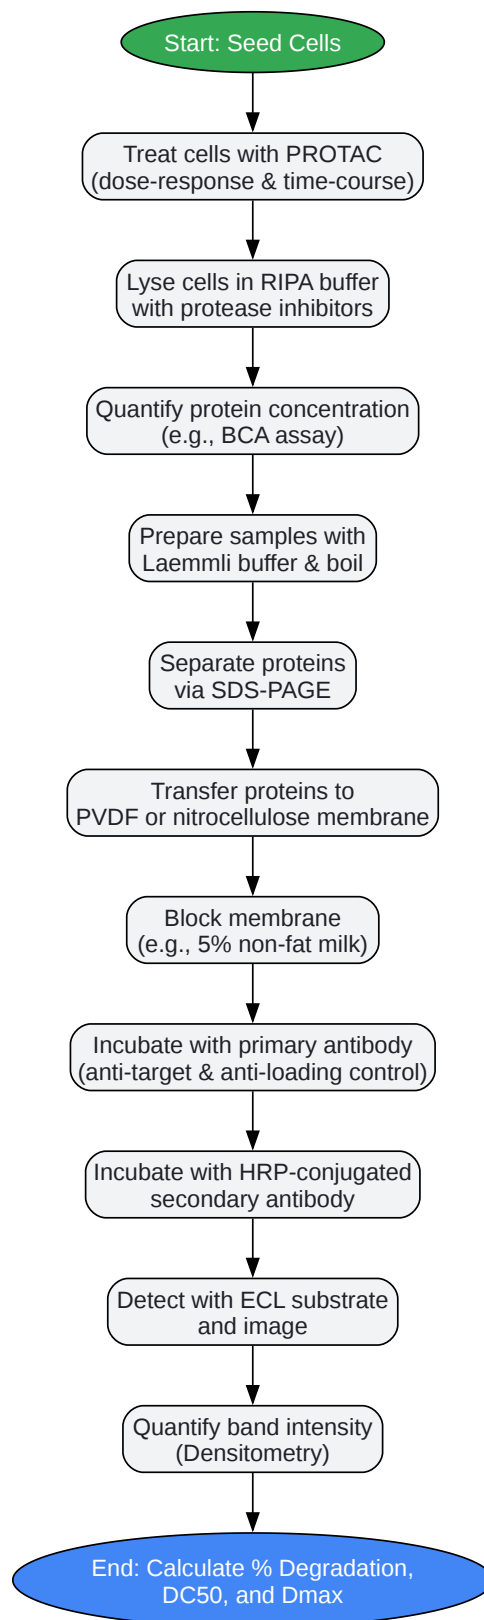 Start: Seed Cells
Treat cells with PROTAC
(dose-response & time-course)
Lyse cells in RIPA buffer
with protease inhibitors
Quantify protein concentration
(e.g., BCA assay)
Prepare samples with
Laemmli buffer & boil
Separate proteins
via SDS-PAGE
Transfer proteins to
PVDF or nitrocellulose membrane
Block membrane
(e.g., 5% non-fat milk)
Incubate with primary antibody
(anti-target & anti-loading control)
Incubate with HRP-conjugated
secondary antibody
Detect with ECL substrate
and image
Quantify band intensity
(Densitometry)
End: Calculate % Degradation,
DC50, and Dmax